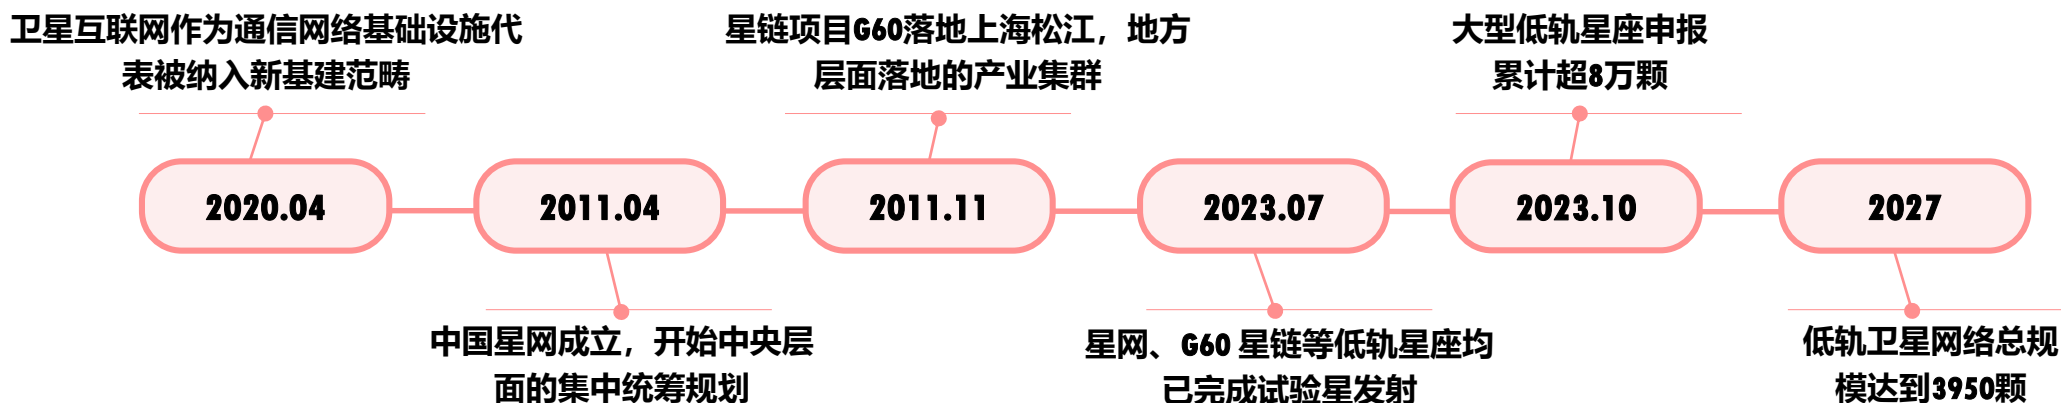 卫星互联网作为通信网络基础设施代
表被纳入新基建范畴
星链项目G60落地上海松江，地方
层面落地的产业集群
大型低轨星座申报
累计超8万颗
2020.04
2011.04
2011.11
2023.07
2023.10
2027
中国星网成立，开始中央层
面的集中统筹规划
星网、G60 星链等低轨星座均
已完成试验星发射
低轨卫星网络总规
模达到3950颗